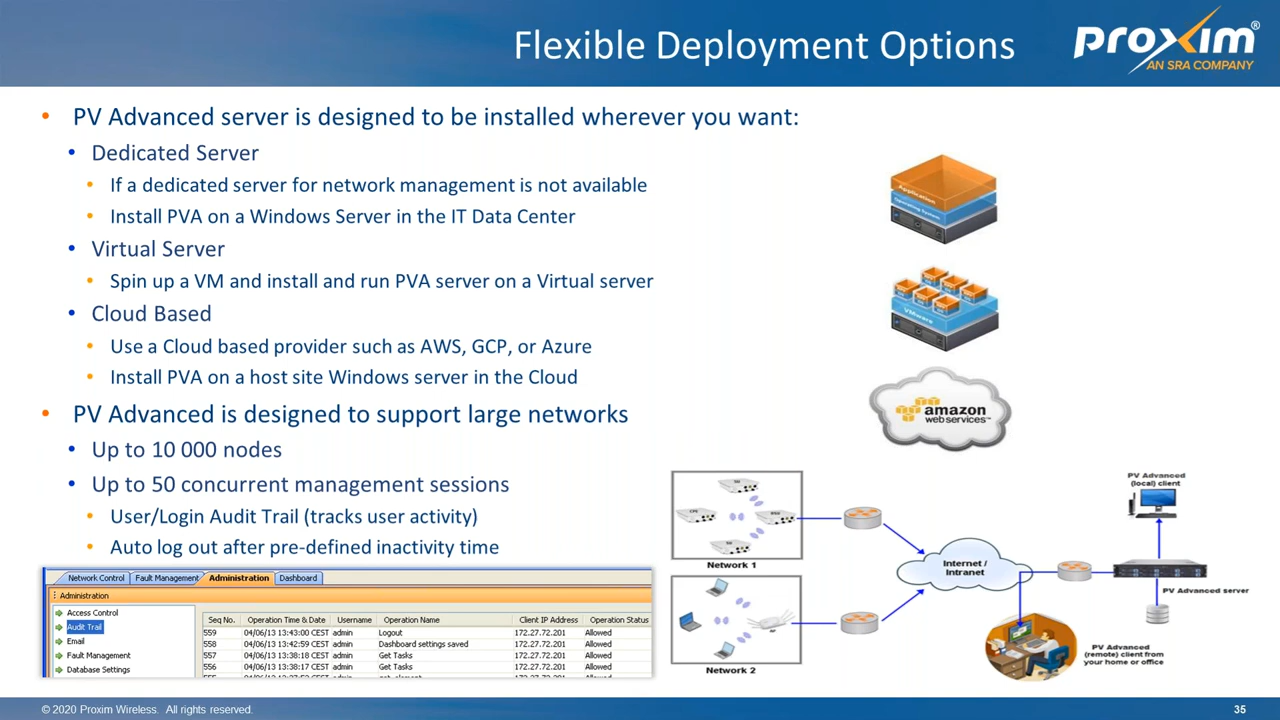 Flexible Deployment Options
proxim®
AN SRA COMPANY
• PV Advanced server is designed to be installed wherever you want:
• Dedicated Server
• If a dedicated server for network management is not available
• Install PVA on a Windows Server in the IT Data Center
• Virtual Server
• Spin up a VM and install and run PVA server on a Virtual server
• Cloud Based
• Use a Cloud based provider such as AWS, GCP, or Azure
• Install PVA on a host site Windows server in the Cloud
• PV Advanced is designed to support large networks
• Up to 10 000 nodes
• Up to 50 concurrent management sessions
• User/Login Audit Trail (tracks user activity)
• Auto log out after pre-defined inactivity time
Application
Operating System
VMware
amazon
webservices™
Network Control Fault Management Administration Dashboard
Administration
Access Control
Audit Trail
Email
Fault Management
Database Settings
Seq No. Operation Time & Date Username Operation Name Client IP Address Operation Status
559 04/06/13 13:43:00 CEST admin Logout 172.27.72.201 Allowed
558 04/06/13 13:42:59 CEST admin Dashboard settings saved 172.27.72.201 Allowed
557 04/06/13 13:38:18 CEST admin Get Tasks 172.27.72.201 Allowed
556 04/06/13 13:38:17 CEST admin Get Tasks 172.27.72.201 Allowed
SU
CPE
Network 1
Network 2
Internet /
Intranet
PV Advanced
(local) client
PV Advanced server
PV Advanced
(remote) client from
your home or office
© 2020 Proxim Wireless. All rights reserved.
35